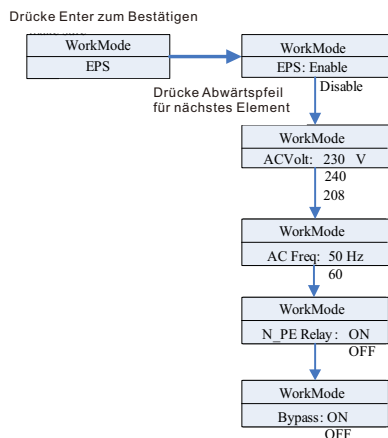 Drücke Enter zum Bestätigen
WorkMode
EPS
WorkMode
EPS: Enable
Disable
Drücke Abwärtspfeil
für nächstes Element
WorkMode
ACVolt: 230 V
240
208
WorkMode
AC Freq: 50 Hz
60
WorkMode
N_PE Relay: ON
OFF
WorkMode
Bypass: ON
OFF